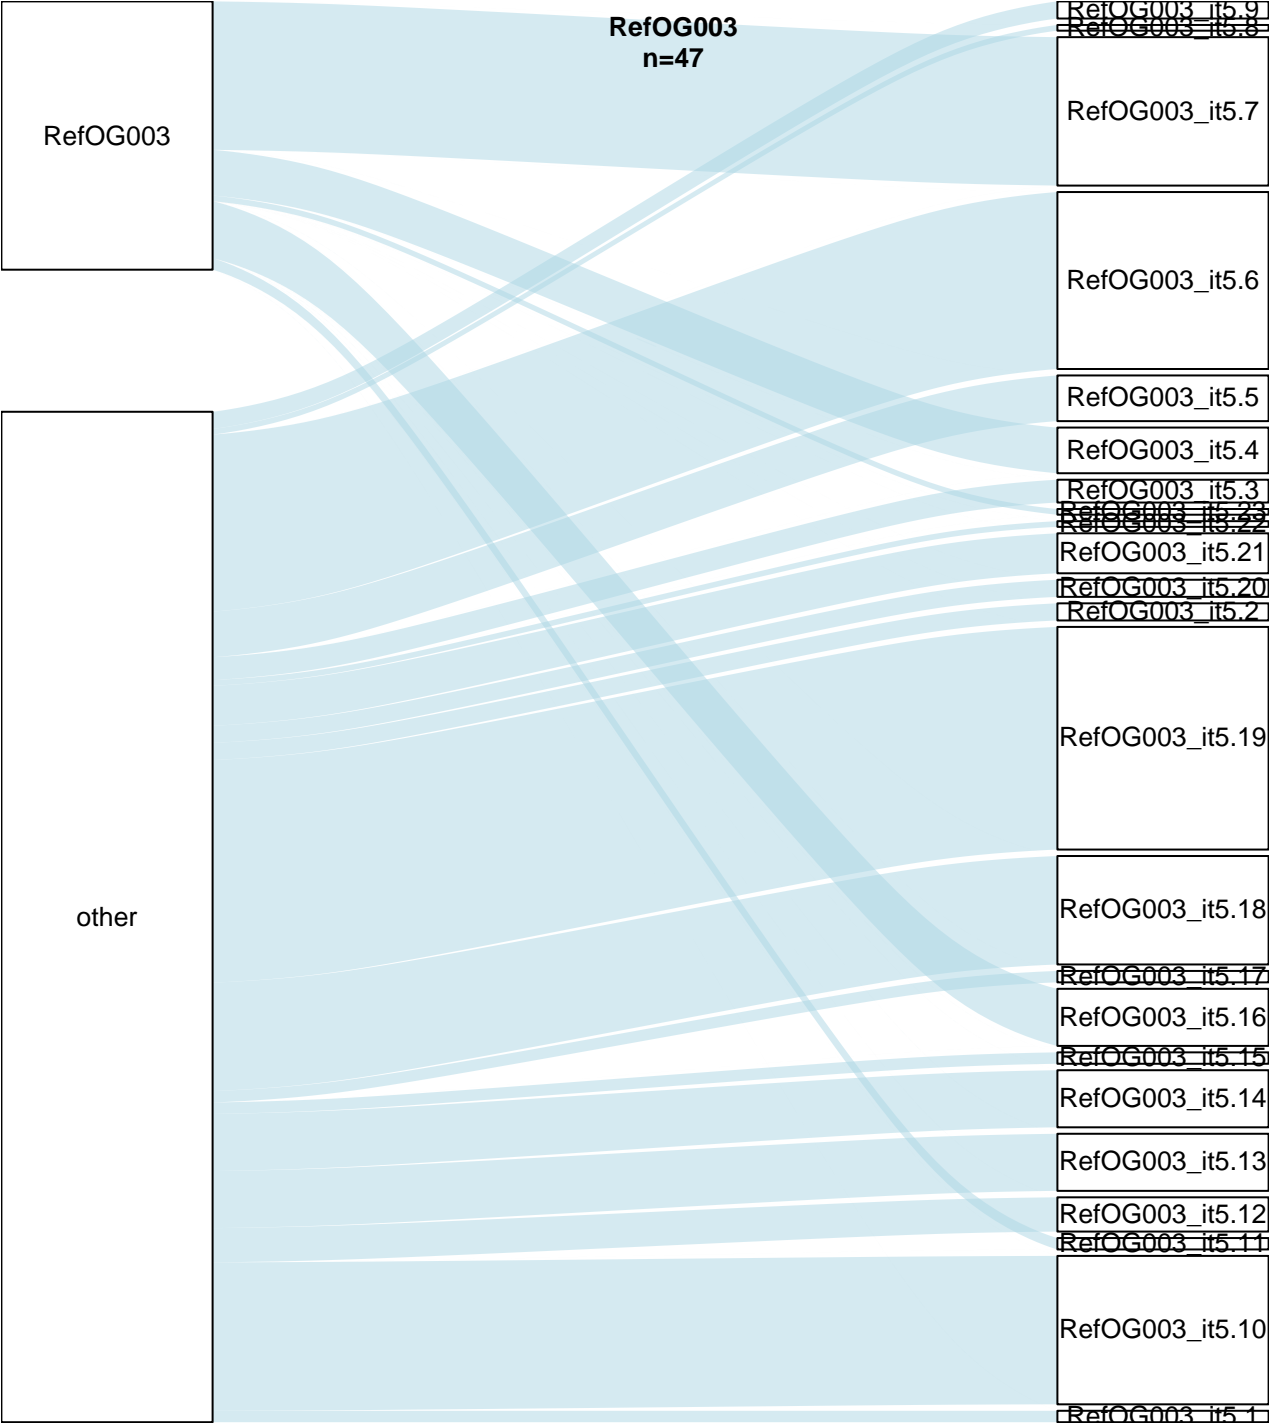 RefOG003
n=47
RefOG003
other
RefOG003_it5.9
RefOG003_it5.8
RefOG003_it5.7
RefOG003_it5.6
RefOG003_it5.5
RefOG003_it5.4
RefOG003_it5.3
RefOG003_it5.23
RefOG003_it5.22
RefOG003_it5.21
RefOG003_it5.20
RefOG003_it5.2
RefOG003_it5.19
RefOG003_it5.18
RefOG003_it5.17
RefOG003_it5.16
RefOG003_it5.15
RefOG003_it5.14
RefOG003_it5.13
RefOG003_it5.12
RefOG003_it5.11
RefOG003_it5.10
RefOG003_it5.1